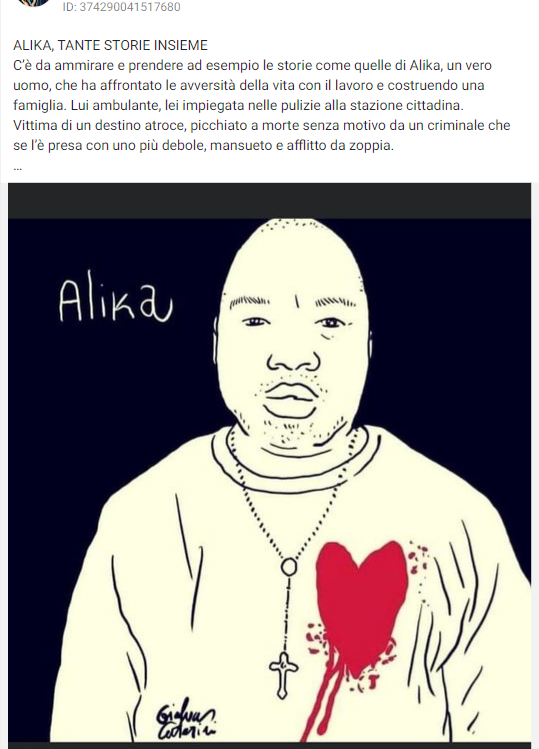 ID: 374290041517680
ALIKA, TANTE STORIE INSIEME
C'è da ammirare e prendere ad esempio le storie come quelle di Alika, un vero
uomo, che ha affrontato le avversità della vita con il lavoro e costruendo una
famiglia. Lui ambulante, lei impiegata nelle pulizie alla stazione cittadina.
Vittima di un destino atroce, picchiato a morte senza motivo da un criminale che
se l'è presa con uno più debole, mansueto e afflitto da zoppia.
...
Alika